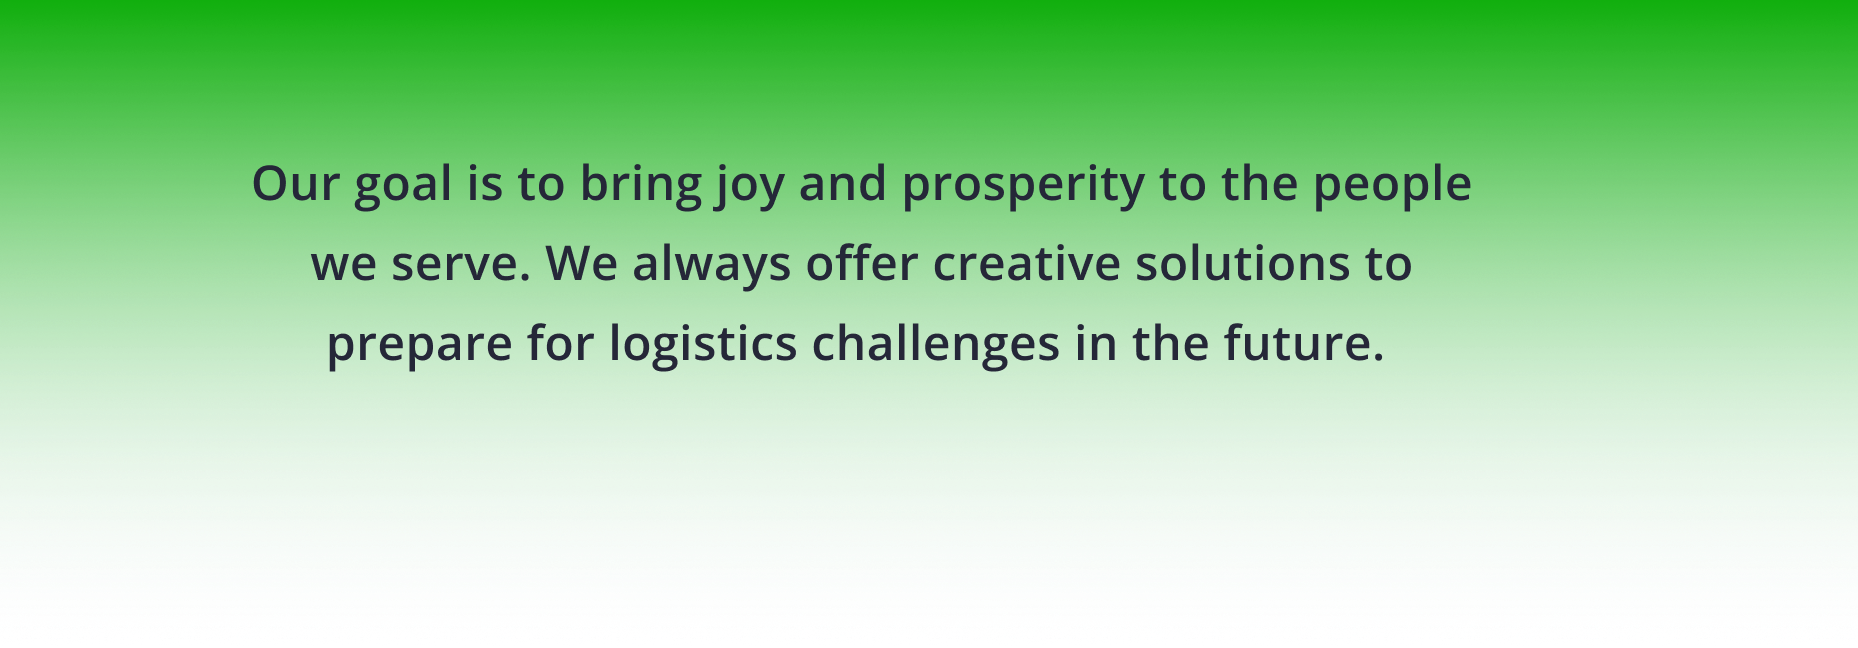 Our goal is to bring joy and prosperity to the people
we serve. We always offer creative solutions to
prepare for logistics challenges in the future.